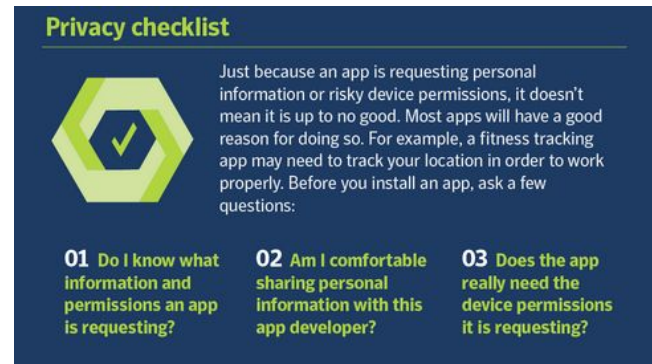 Privacy checklist
Just because an app is requesting personal
information or risky device permissions, it doesn't
mean it is up to no good. Most apps will have a good
reason for doing so. For example, a fitness tracking
app may need to track your location in order to work
properly. Before you install an app, ask a few
questions:
01 Do I know what
information and
permissions an app
is requesting?
02 Am I comfortable
sharing personal
information with this
app developer?
03 Does the app
really need the
device permissions
it is requesting?